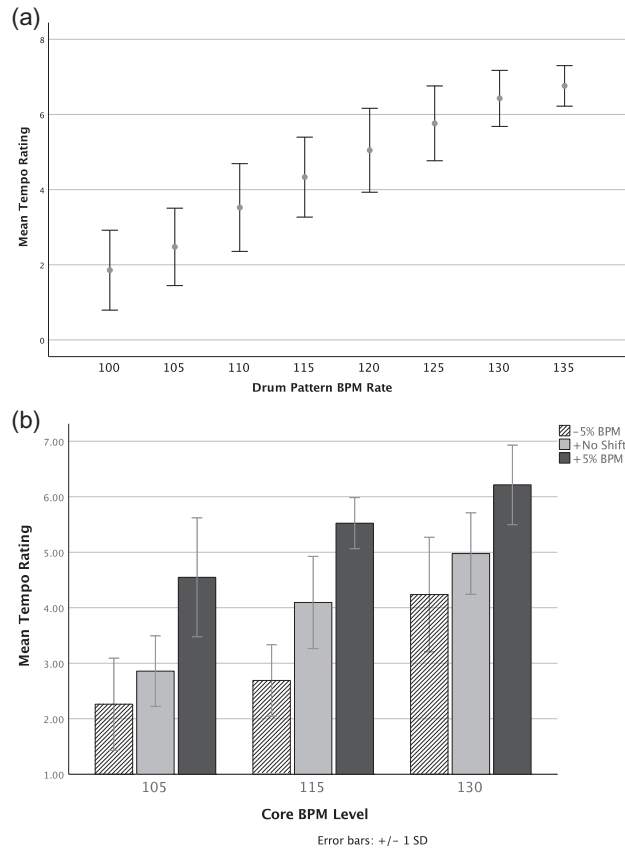 (a)
8
6
4
2
0
Mean Tempo Rating
100 105 110 115 120 125 130 135
Drum Pattern BPM Rate
(b)
−5% BPM
+No Shift
+5% BPM
7.00
6.00
5.00
4.00
3.00
2.00
1.00
Mean Tempo Rating
105 115 130
Core BPM Level
Error bars: +/− 1 SD